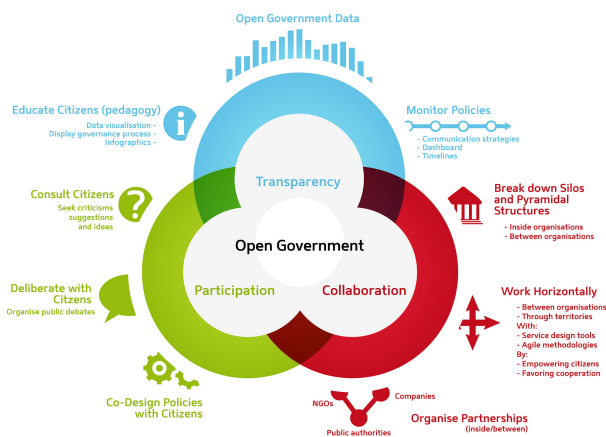 Open Government Data
Educate Citizens (pedagogy)
Data visualisation -
Display governance process -
Infographics -
i
Monitor Policies
- Communication strategies
- Dashboard
- Timelines
Transparency
Consult Citizens
Seek criticisms
suggestions
and ideas
?
Break down Silos
and Pyramidal
Structures
- Inside organisations
- Between organisations
Open Government
Participation
Collaboration
Deliberate with
Citzens
Organise public debates
Work Horizontally
- Between organisations
- Through territories
With:
- Service design tools
- Agile methodologies
By:
- Empowering citizens
- Favoring cooperation
Co-Design Policies
with Citizens
NGOs
Companies
Public authorities
Organise Partnerships
(inside/between)